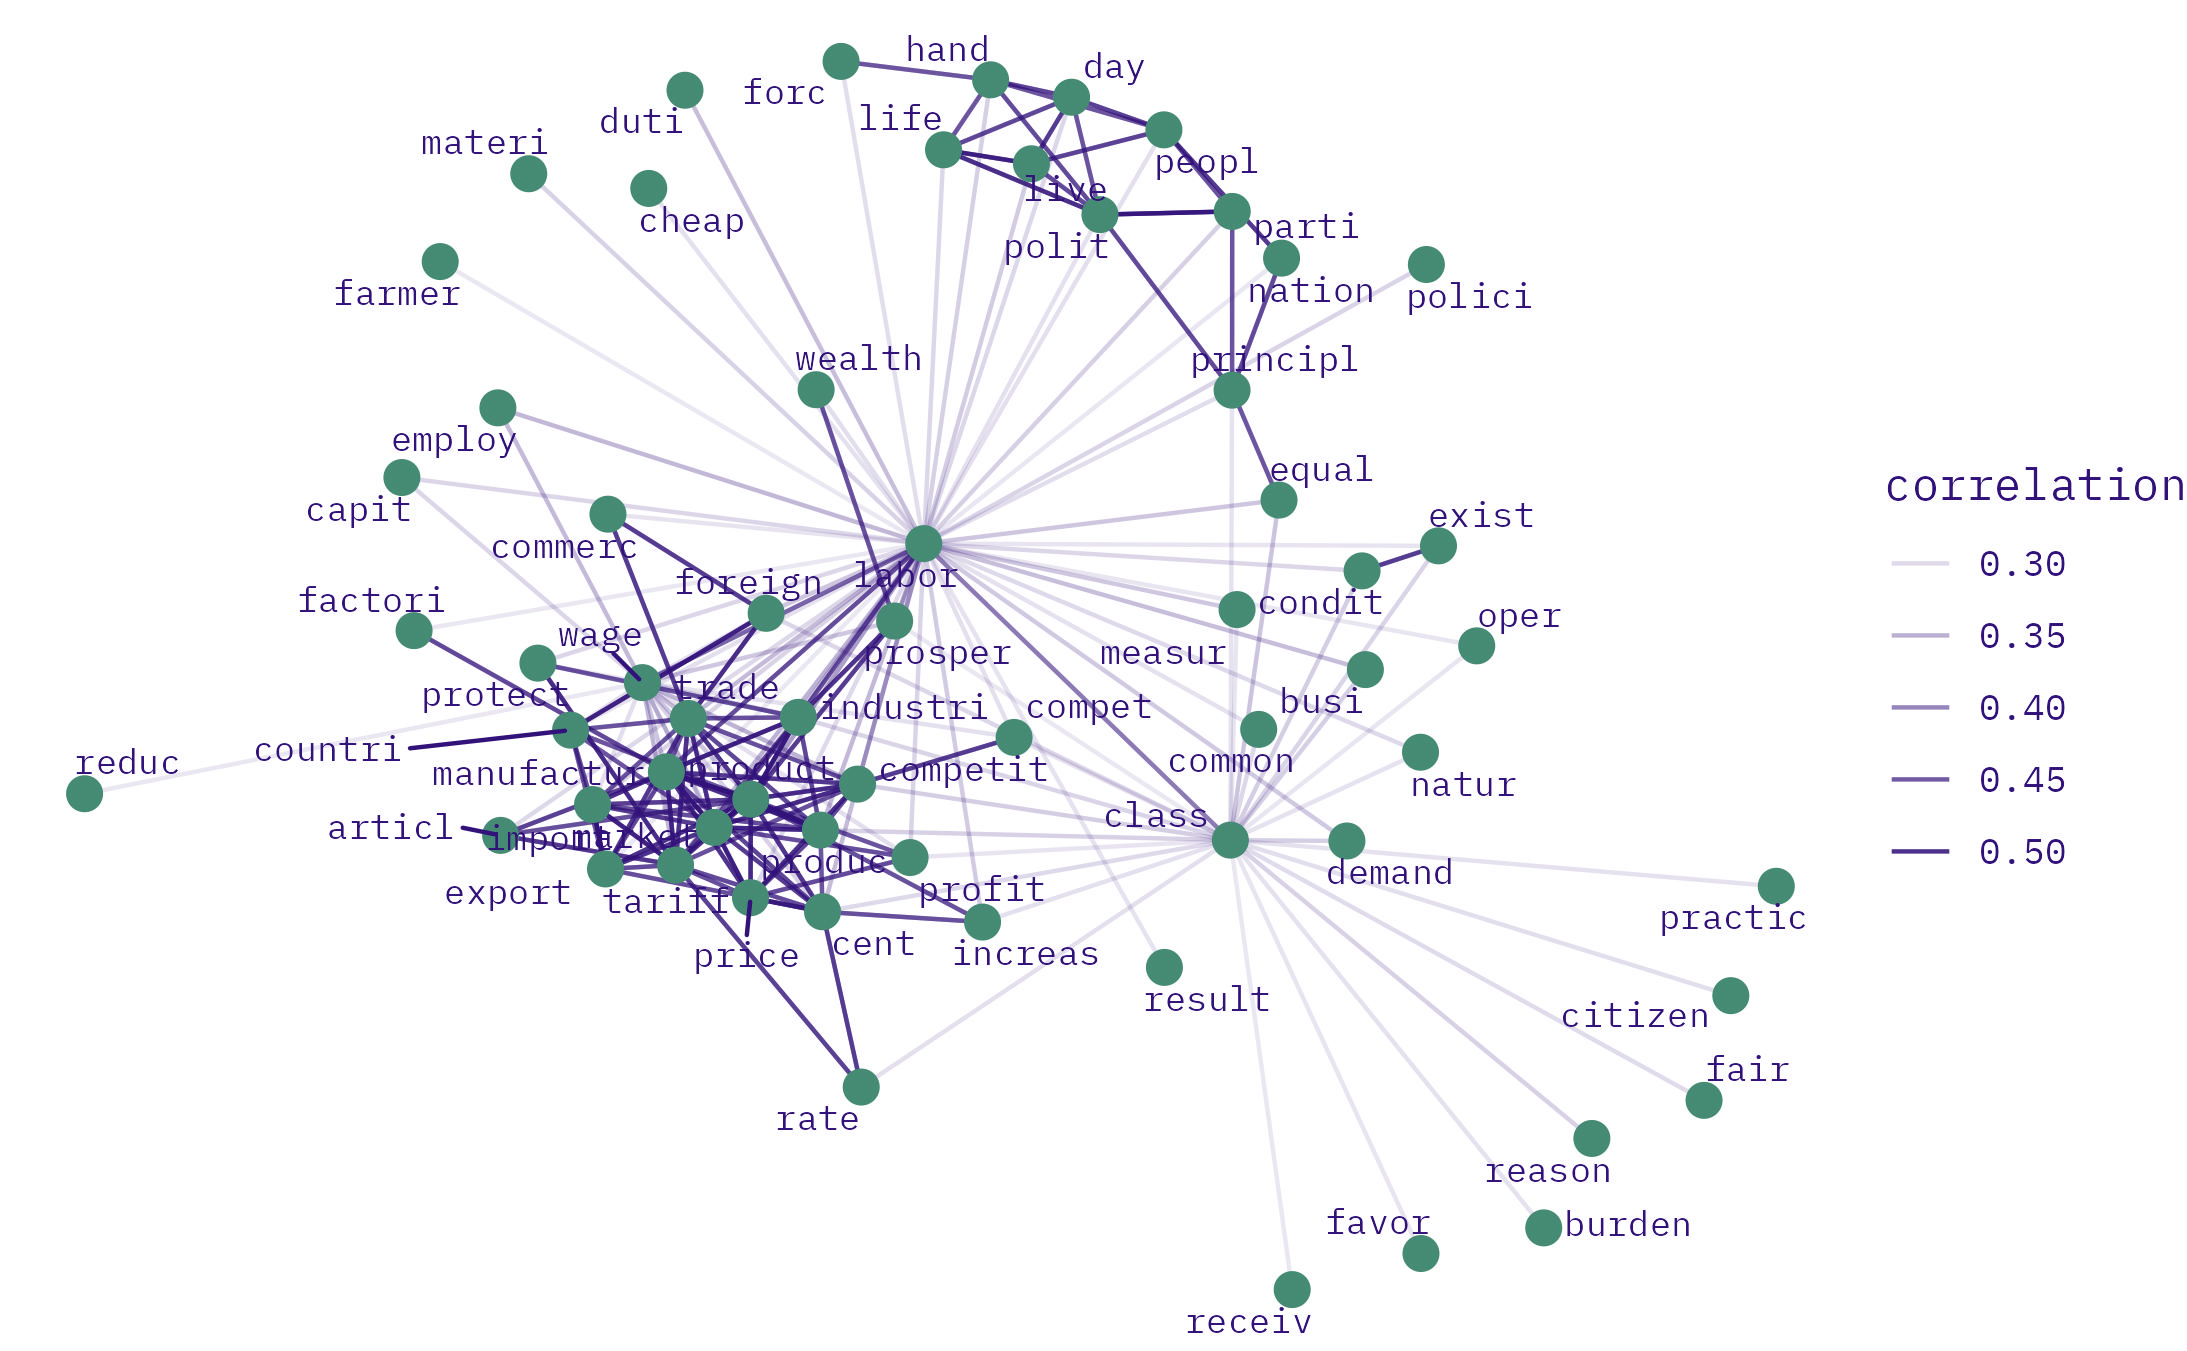 hand
day
forc
duti
life
materi
peopl
live
cheap
parti
polit
farmer
nation
polici
wealth
principl
employ
equal
correlation
capit
exist
commerc
0.30
foreign
labor
factori
condit
oper
wage
0.35
prosper
measur
protect
trade
busi
industri
compet
0.40
countri
reduc
common
manufactur
product
competit
natur
0.45
class
articl
import
market
0.50
produc
demand
export
tariff
profit
practic
price
cent
increas
result
citizen
fair
rate
reason
favor
burden
receiv